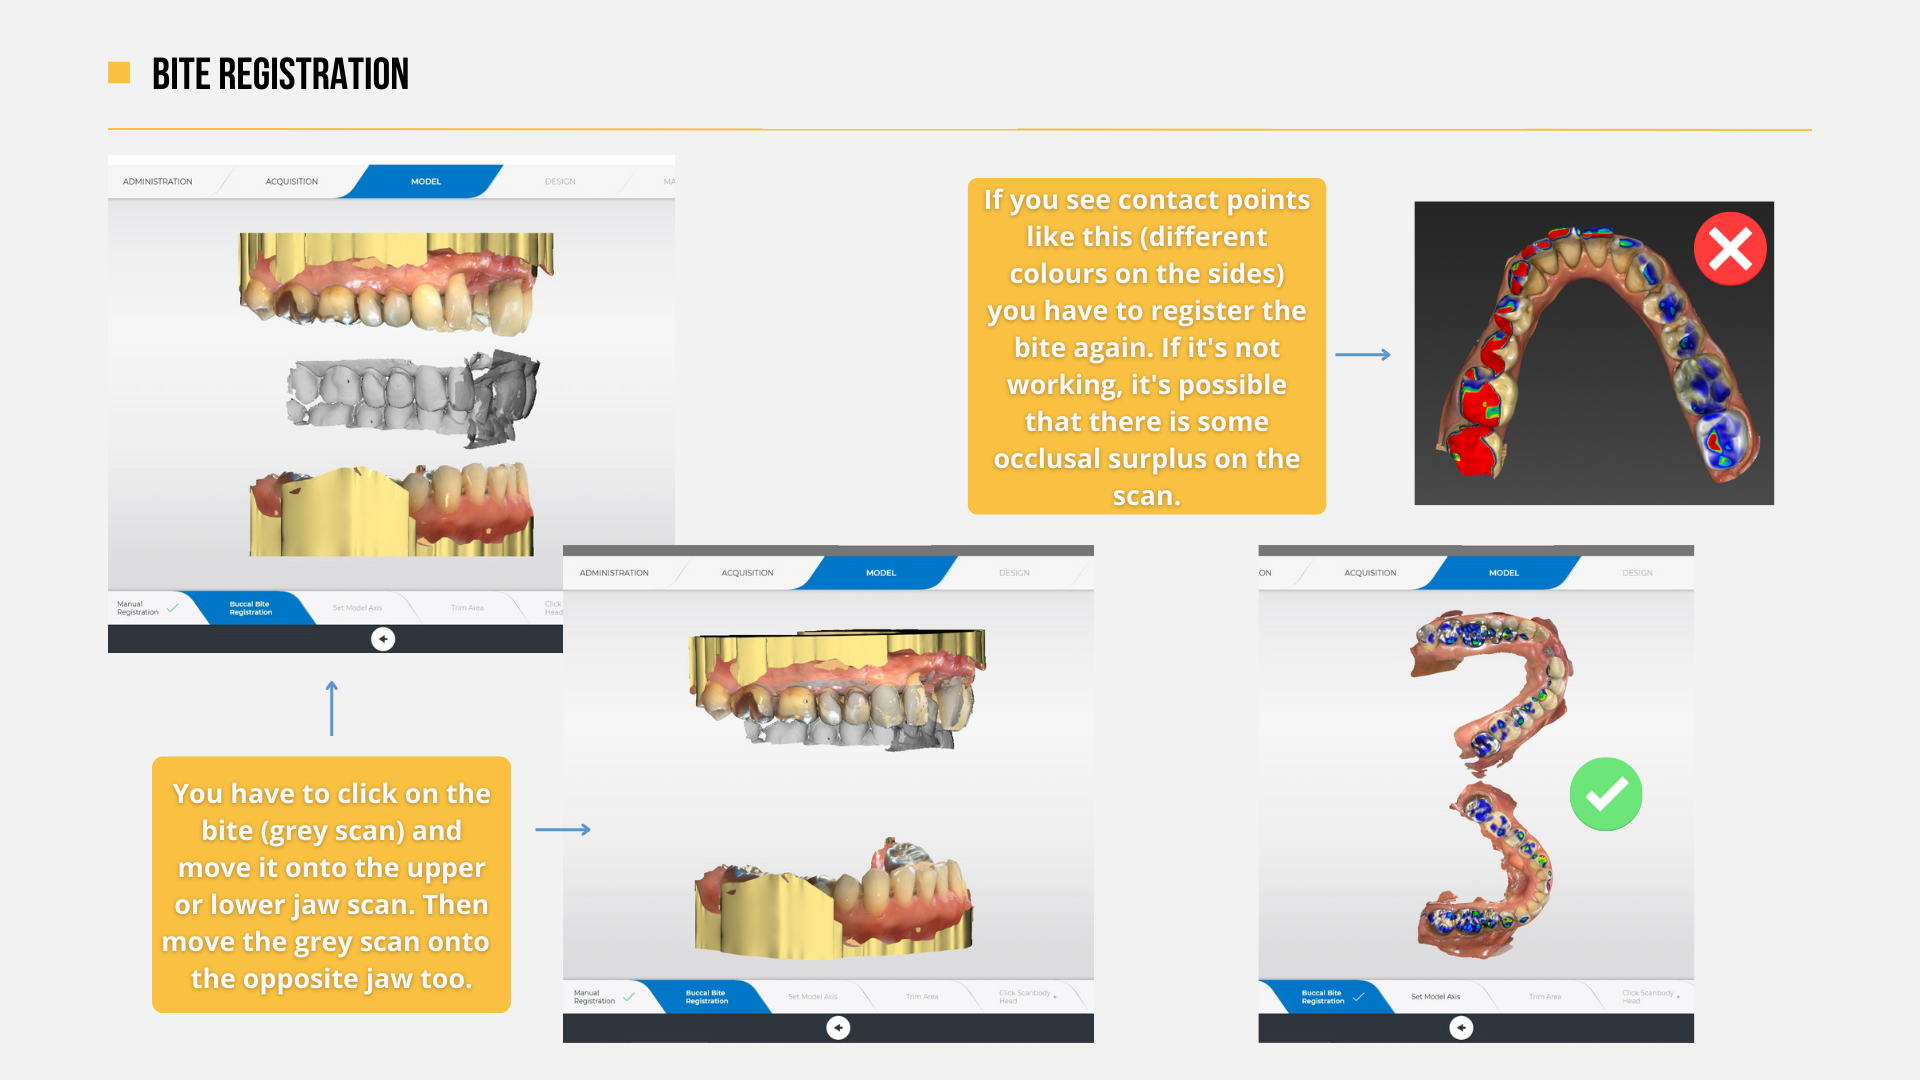 BITE REGISTRATION
ADMINISTRATION
ACQUISITION
MODEL
DESIGN
MA
Manual
Registration
Buccal Bite
Registration
Set Model Axis
Trim Area
Click
Head
You have to click on the
bite (grey scan) and
move it onto the upper
or lower jaw scan. Then
move the grey scan onto
the opposite jaw too.
ADMINISTRATION
ACQUISITION
MODEL
DESIGN
Manual
Registration
Buccal Bite
Registration
Set Model Axis
Trim Area
Click Scanbody
Head
If you see contact points
like this (different
colours on the sides)
you have to register the
bite again. If it's not
working, it's possible
that there is some
occlusal surplus on the
scan.
ON
ACQUISITION
MODEL
DESIGN
Buccal Bite
Registration
Set Model Axis
Trim Area
Click Scanbody
Head